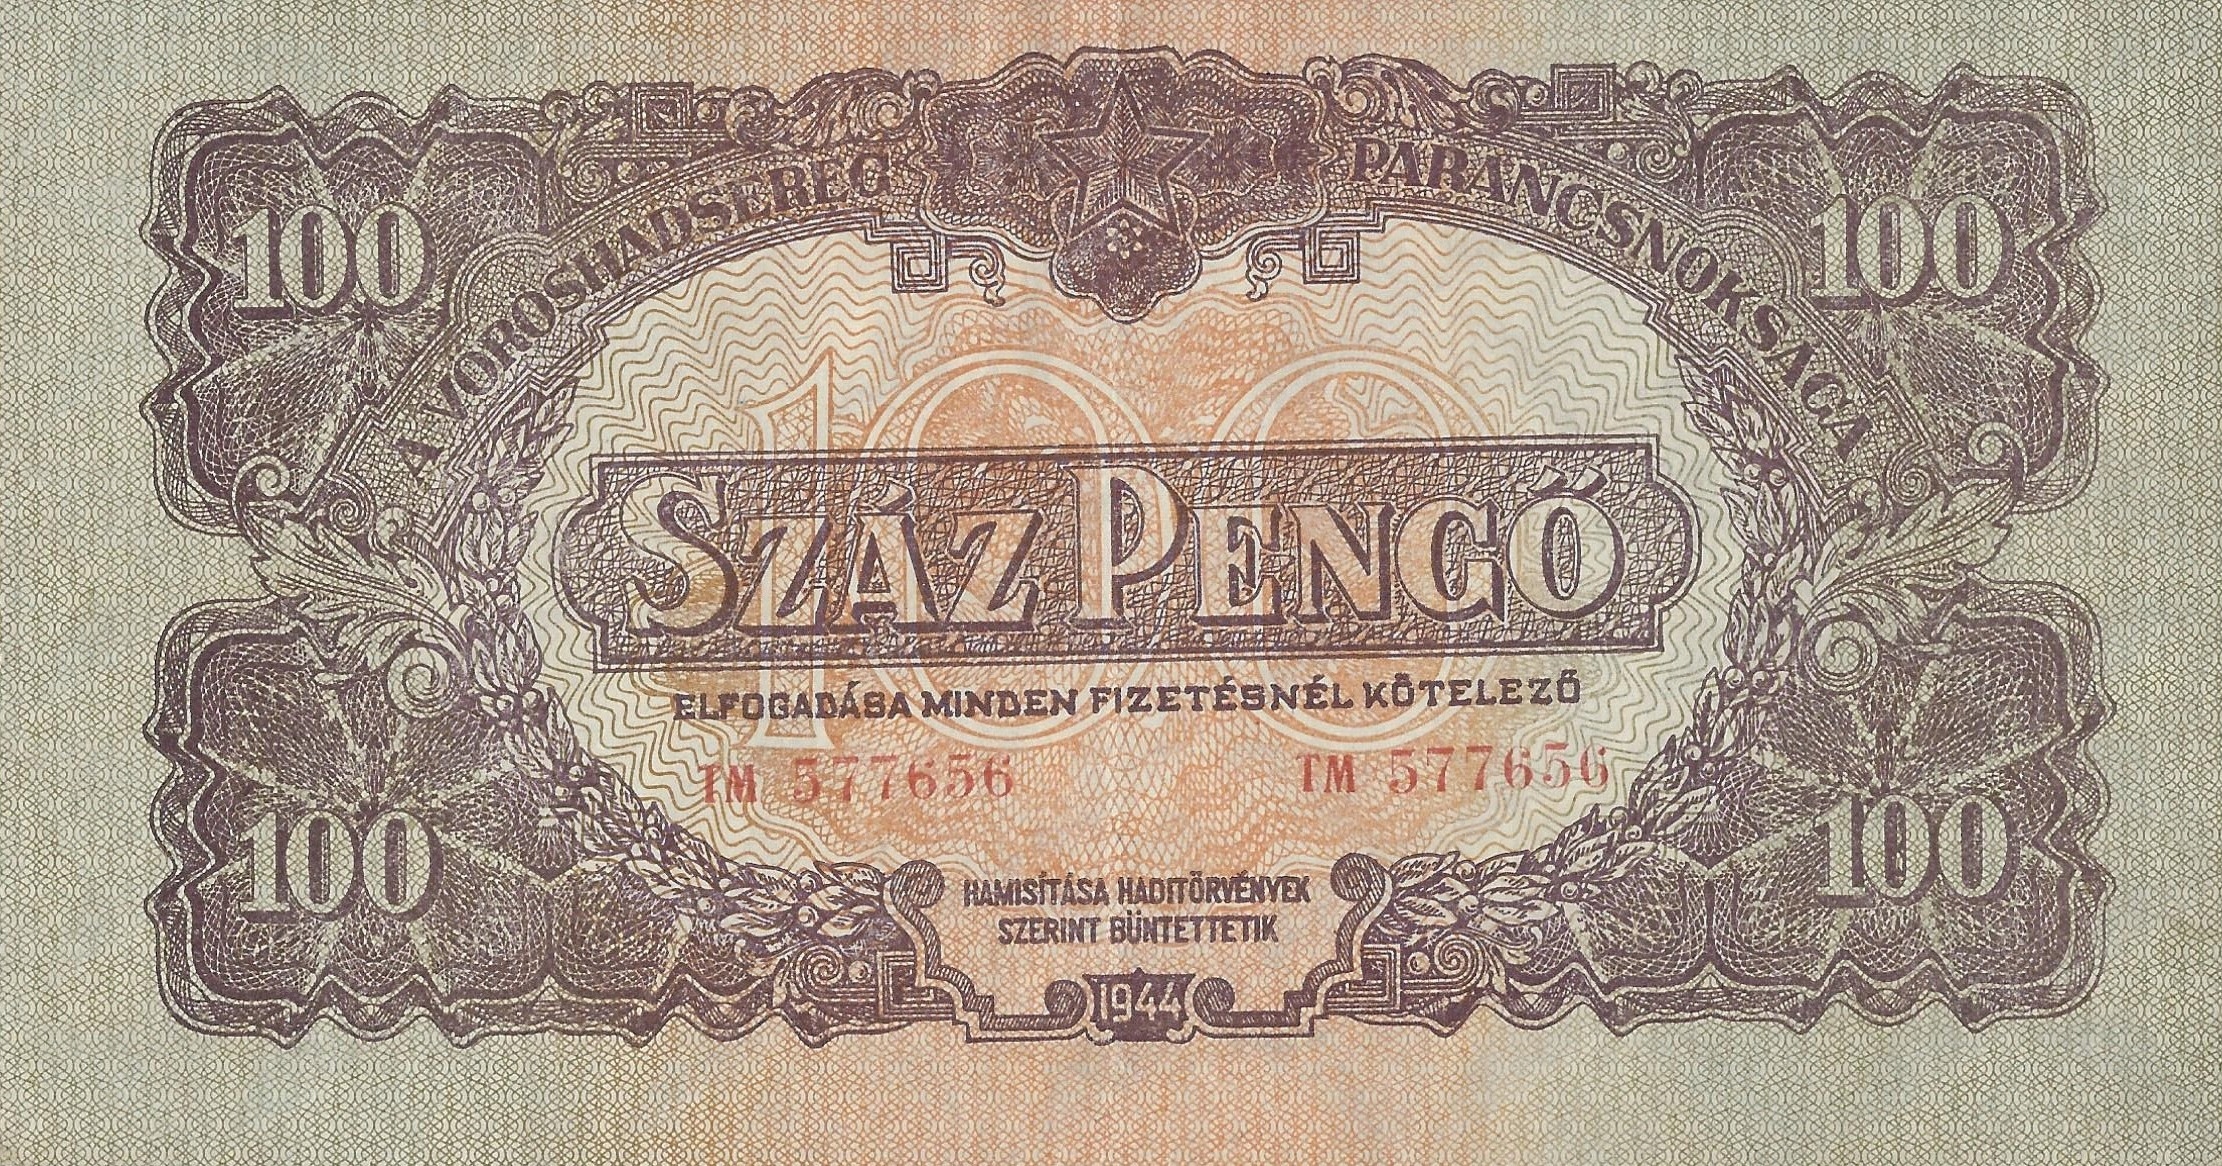 100
A VÖRÖSHADSEREG PARANCSNOKSÁGA
100
100
SZÁZ PENGŐ
ELFOGADÁSA MINDEN FIZETÉSNÉL KÖTELEZŐ
TM 577656
TM 577656
100
100
HAMISÍTÁSA HADITÖRVÉNYEK
SZERINT BÜNTETTETIK
1944